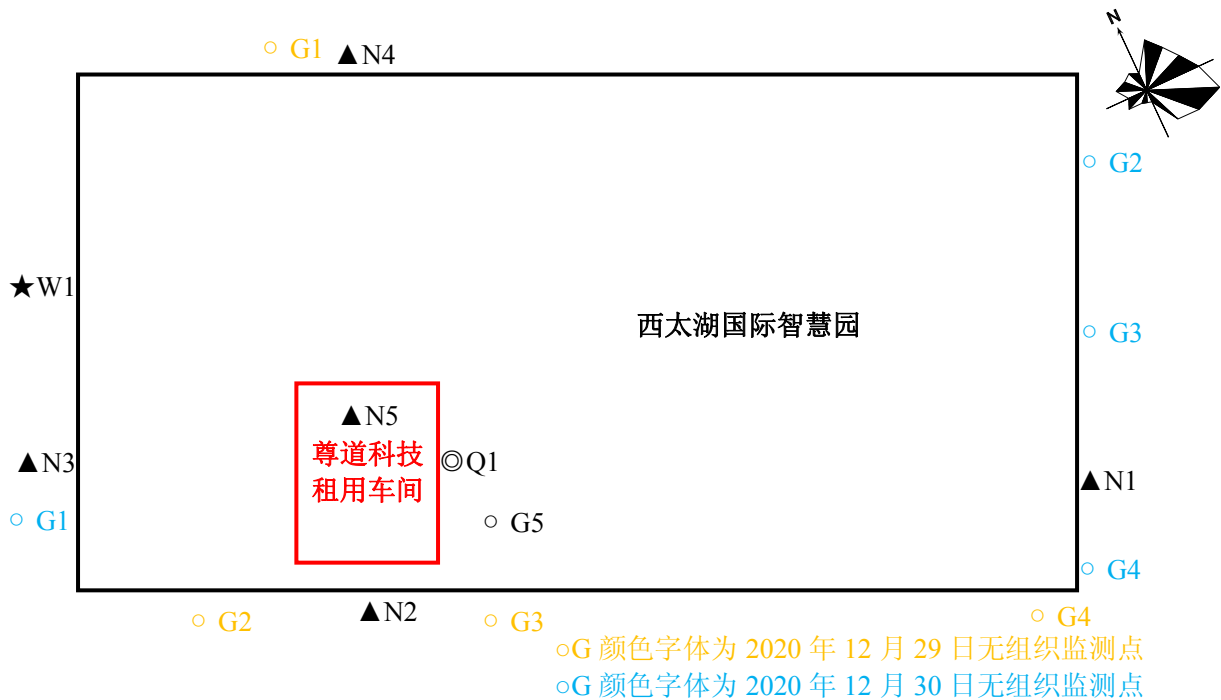 N
○ G1
▲N4
○ G2
★W1
西太湖国际智慧园
○ G3
▲N5
尊道科技
租用车间
▲N3
◎Q1
▲N1
○ G1
○ G5
○ G4
○ G2
▲N2
○ G3
○ G4
○G 颜色字体为 2020 年 12 月 29 日无组织监测点
○G 颜色字体为 2020 年 12 月 30 日无组织监测点